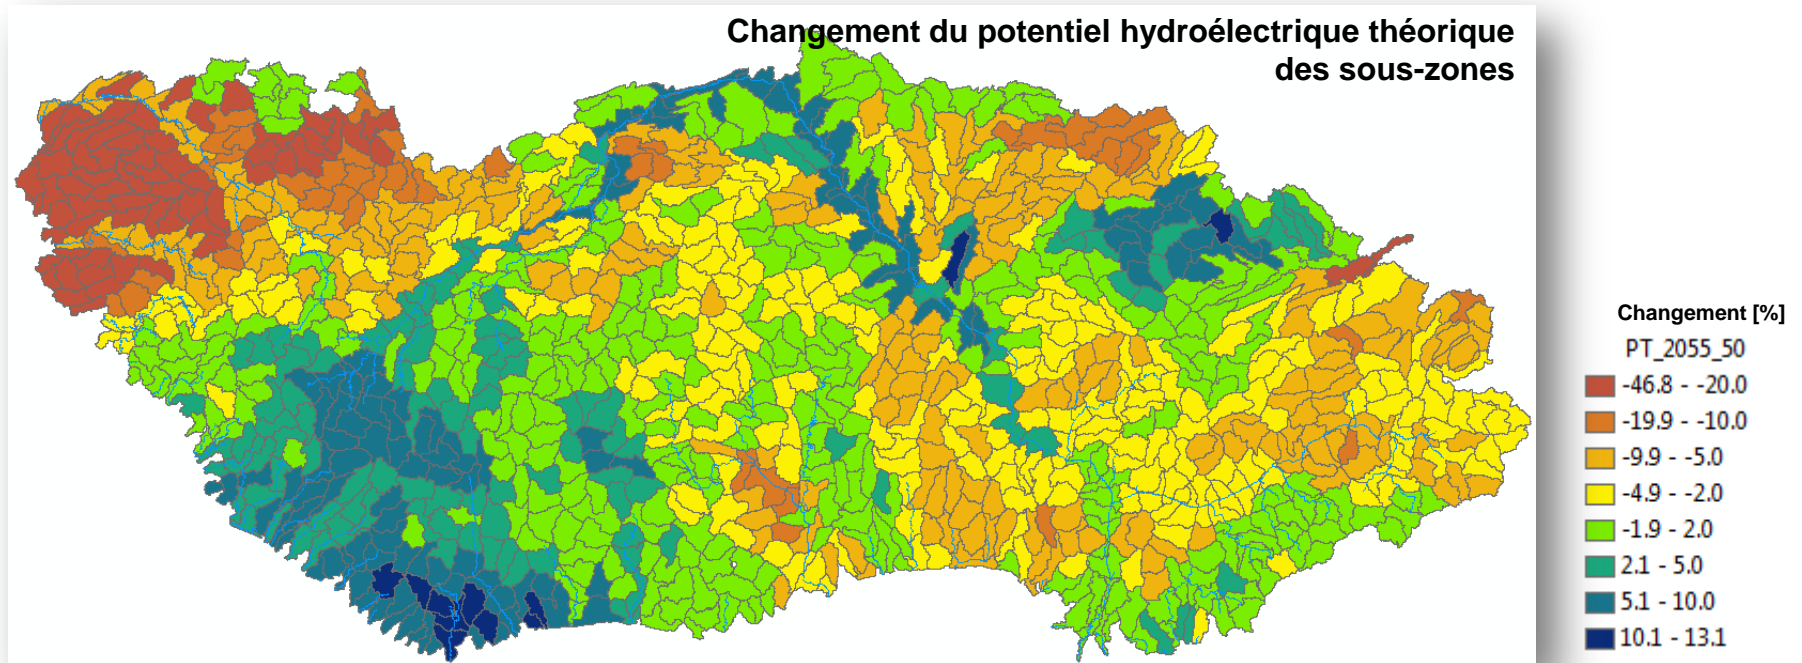 Changement du potentiel hydroélectrique théorique
des sous-zones
Changement [%]
PT_2055_50
-46.8 - -20.0
-19.9 - -10.0
-9.9 - -5.0
-4.9 - -2.0
-1.9 - 2.0
2.1 - 5.0
5.1 - 10.0
10.1 - 13.1